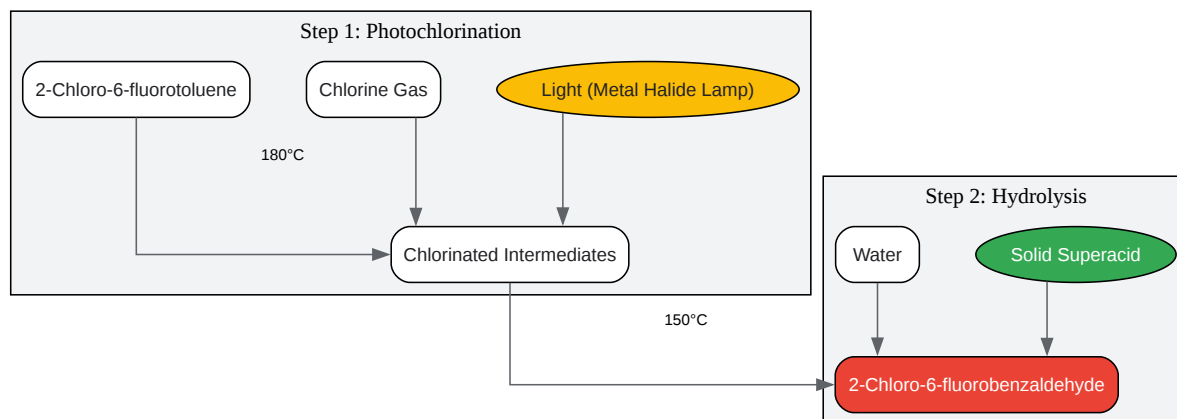 Step 1: Photochlorination
2-Chloro-6-fluorotoluene
Chlorine Gas
Light (Metal Halide Lamp)
180°C
Chlorinated Intermediates
Step 2: Hydrolysis
Water
Solid Superacid
150°C
2-Chloro-6-fluorobenzaldehyde